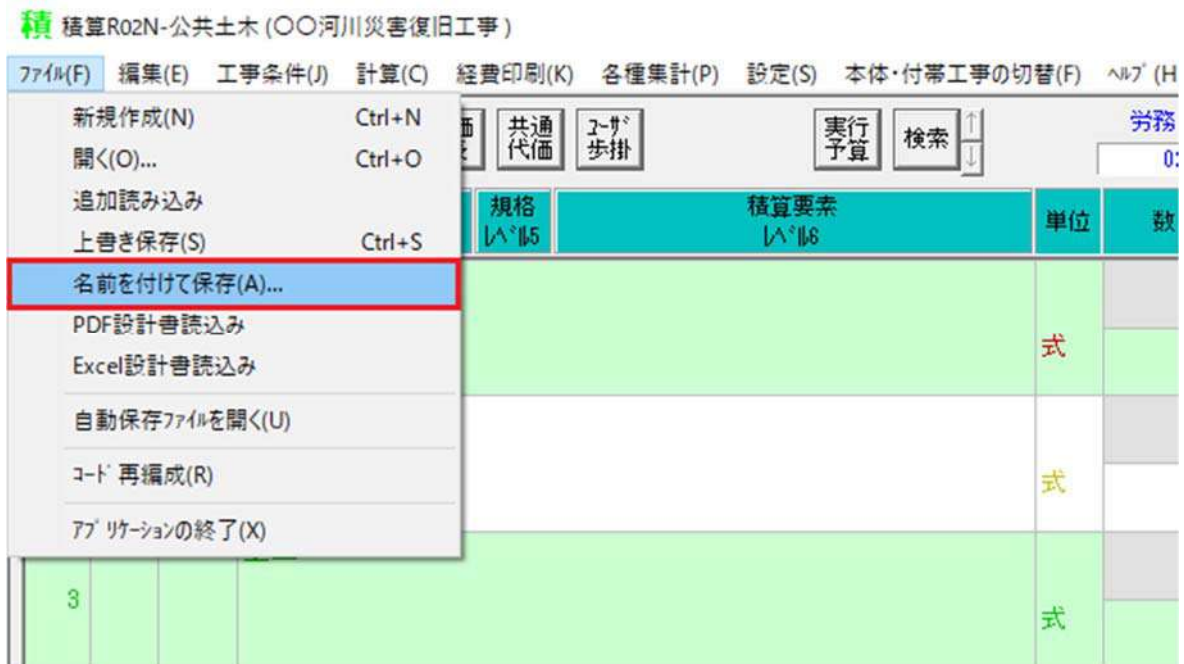 積 積算R02N-公共土木 (〇〇河川災害復旧工事)
ﾌｧｲﾙ(F) 編集(E) 工事条件(J) 計算(C) 経費印刷(K) 各種集計(P) 設定(S) 本体･付帯工事の切替(F) ﾍﾙﾌﾟ(H
新規作成(N) Ctrl+N
開く(O)... Ctrl+O
追加読み込み
上書き保存(S) Ctrl+S
名前を付けて保存(A)...
PDF設計書読込み
Excel設計書読込み
自動保存ﾌｧｲﾙを開く(U)
ｺｰﾄﾞ再編成(R)
ｱﾌﾟﾘｹｰｼｮﾝの終了(X)
共通
代価
ﾕｰｻﾞ
歩掛
実行
予算
検索
↑
↓
労務
0:
規格
ﾚﾍﾞﾙ5
積算要素
ﾚﾍﾞﾙ6
単位
数
式
式
3
式